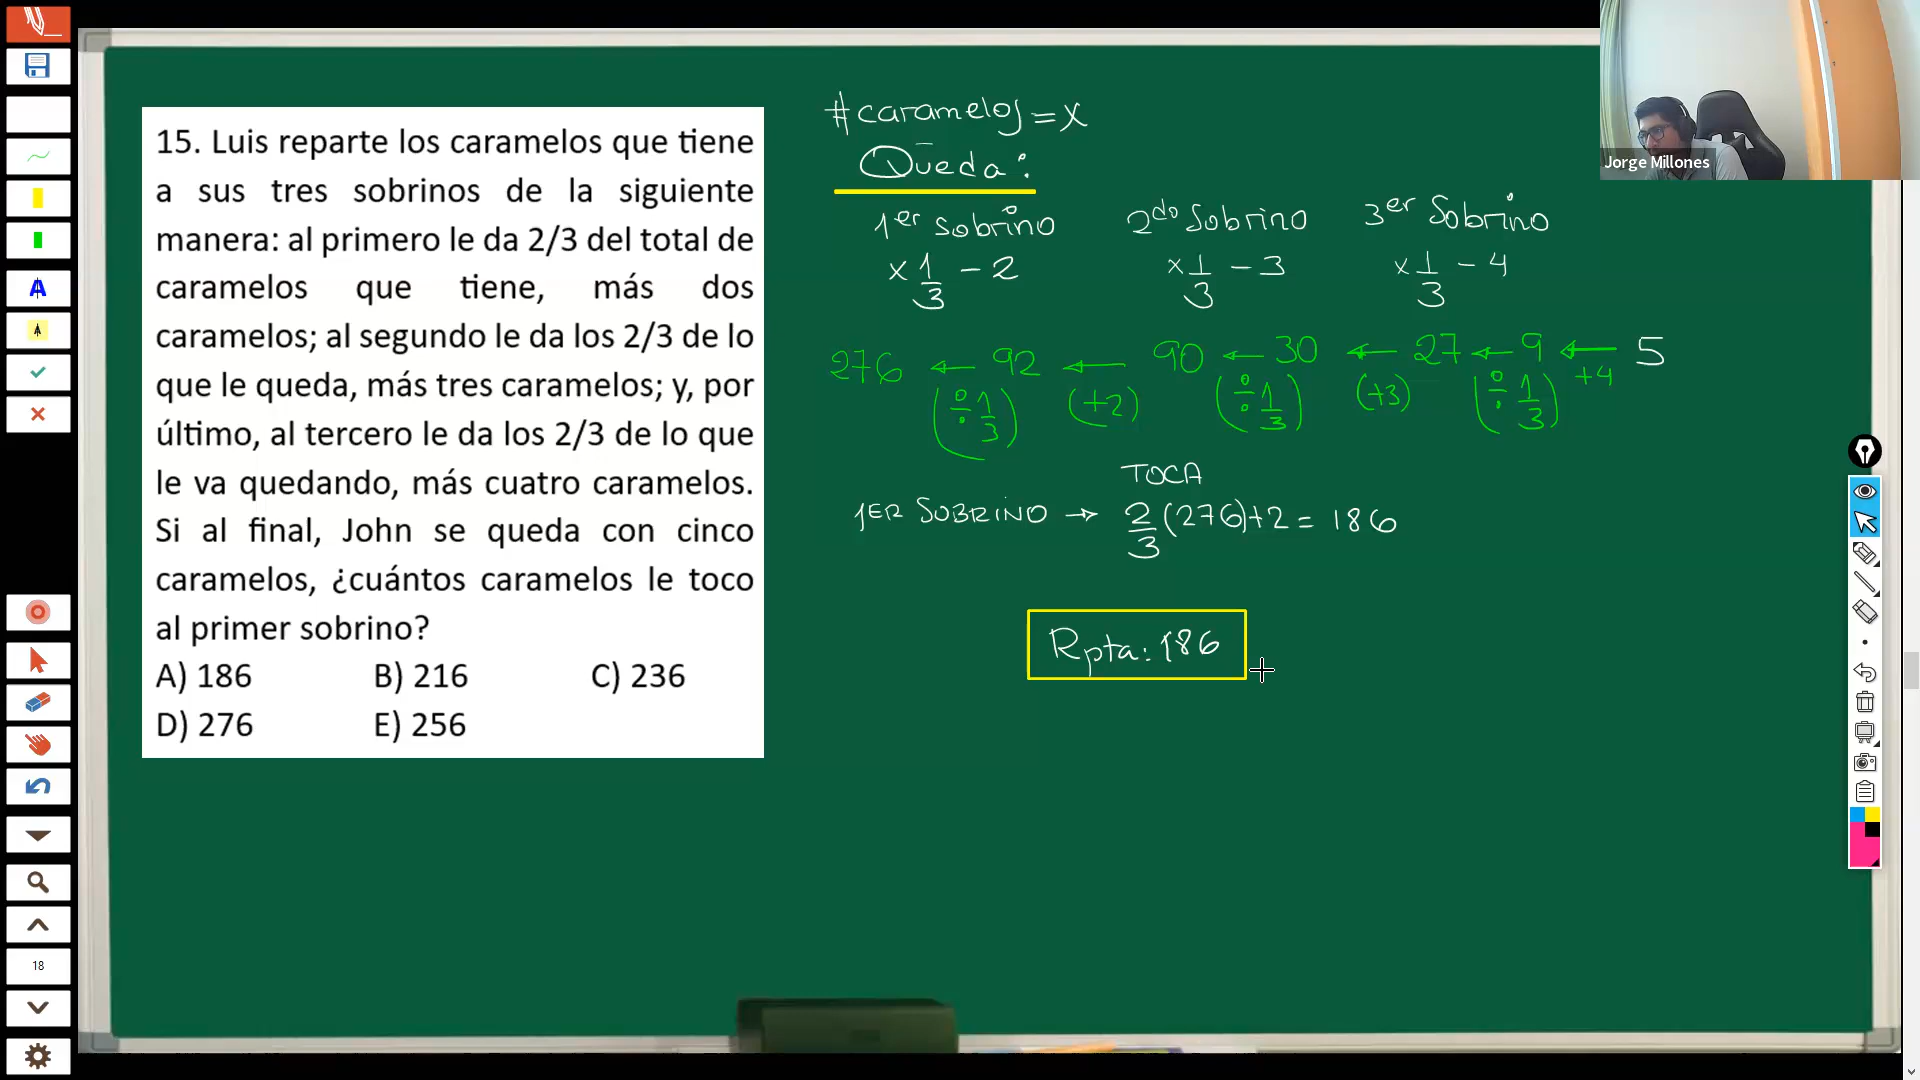 15. Luis reparte los caramelos que tiene
a sus tres sobrinos de la siguiente
manera: al primero le da 2/3 del total de
caramelos que tiene, más dos
caramelos; al segundo le da los 2/3 de lo
que le queda, más tres caramelos; y, por
último, al tercero le da los 2/3 de lo que
le va quedando, más cuatro caramelos.
Si al final, John se queda con cinco
caramelos, ¿cuántos caramelos le toco
al primer sobrino?
A) 186 B) 216 C) 236
D) 276 E) 256
#caramelos = x
Queda:
1er sobrino 2do Sobrino 3er Sobrino
x 1/3 - 2 x 1/3 - 3 x 1/3 - 4
276 ← 92 ← 90 ← 30 ← 27 ← 9 ← 5
(÷ 1/3) (+2) (÷ 1/3) (+3) (÷ 1/3) +4
TOCA
1ER SOBRINO → 2/3 (276)+2 = 186
Rpta: 186
Jorge Millones
A
A
18